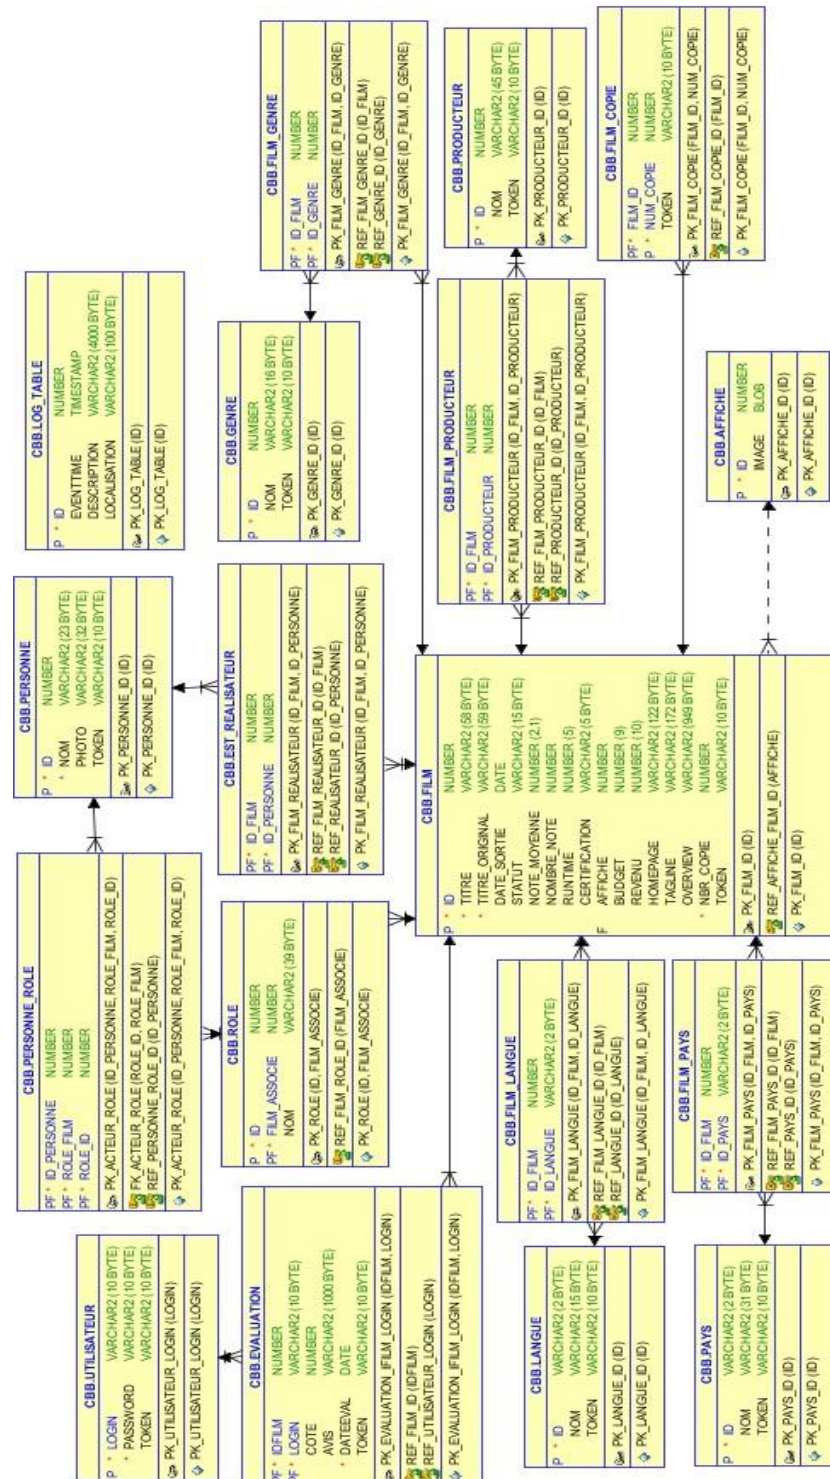 CBB.UTILISATEUR
P * LOGIN VARCHAR2 (10 BYTE)
* PASSWORD VARCHAR2 (10 BYTE)
TOKEN VARCHAR2 (10 BYTE)
PK_UTILISATEUR_LOGIN (LOGIN)
PK_UTILISATEUR_LOGIN (LOGIN)
CBB.PERSONNE_ROLE
PF * ID_PERSONNE NUMBER
PF * ROLE_FILM NUMBER
PF * ROLE_ID NUMBER
PK_ACTEUR_ROLE (ID_PERSONNE, ROLE_FILM, ROLE_ID)
FK_ACTEUR_ROLE (ROLE_ID, ROLE_FILM)
REF_PERSONNE_ROLE_ID (ID_PERSONNE)
PK_ACTEUR_ROLE (ID_PERSONNE, ROLE_FILM, ROLE_ID)
CBB.PERSONNE
P * ID NUMBER
* NOM VARCHAR2 (23 BYTE)
PHOTO VARCHAR2 (32 BYTE)
TOKEN VARCHAR2 (10 BYTE)
PK_PERSONNE_ID (ID)
PK_PERSONNE_ID (ID)
CBB.LOG_TABLE
P * ID NUMBER
EVENTTIME TIMESTAMP
DESCRIPTION VARCHAR2 (4000 BYTE)
LOCALISATION VARCHAR2 (100 BYTE)
PK_LOG_TABLE (ID)
PK_LOG_TABLE (ID)
CBB.EVALUATION
PF * IDFILM NUMBER
PF * LOGIN VARCHAR2 (10 BYTE)
COTE NUMBER
AVIS VARCHAR2 (1000 BYTE)
* DATEEVAL DATE
TOKEN VARCHAR2 (10 BYTE)
PK_EVALUATION_IFILM_LOGIN (IDFILM, LOGIN)
REF_FILM_ID (IDFILM)
REF_UTILISATEUR_LOGIN (LOGIN)
PK_EVALUATION_IFILM_LOGIN (IDFILM, LOGIN)
CBB.ROLE
P * ID NUMBER
PF * FILM_ASSOCIE NUMBER
NOM VARCHAR2 (39 BYTE)
PK_ROLE (ID, FILM_ASSOCIE)
REF_FILM_ROLE_ID (FILM_ASSOCIE)
PK_ROLE (ID, FILM_ASSOCIE)
CBB.EST_REALISATEUR
PF * ID_FILM NUMBER
PF * ID_PERSONNE NUMBER
PK_FILM_REALISATEUR (ID_FILM, ID_PERSONNE)
REF_FILM_REALISATEUR_ID (ID_FILM)
REF_REALISATEUR_ID (ID_PERSONNE)
PK_FILM_REALISATEUR (ID_FILM, ID_PERSONNE)
CBB.GENRE
P * ID NUMBER
NOM VARCHAR2 (16 BYTE)
TOKEN VARCHAR2 (10 BYTE)
PK_GENRE_ID (ID)
PK_GENRE_ID (ID)
CBB.FILM_GENRE
PF * ID_FILM NUMBER
PF * ID_GENRE NUMBER
PK_FILM_GENRE (ID_FILM, ID_GENRE)
REF_FILM_GENRE_ID (ID_FILM)
REF_GENRE_ID (ID_GENRE)
PK_FILM_GENRE (ID_FILM, ID_GENRE)
CBB.LANGUE
P * ID VARCHAR2 (2 BYTE)
NOM VARCHAR2 (15 BYTE)
TOKEN VARCHAR2 (10 BYTE)
PK_LANGUE_ID (ID)
PK_LANGUE_ID (ID)
CBB.FILM_LANGUE
PF * ID_FILM NUMBER
PF * ID_LANGUE VARCHAR2 (2 BYTE)
PK_FILM_LANGUE (ID_FILM, ID_LANGUE)
REF_FILM_LANGUE_ID (ID_FILM)
REF_LANGUE_ID (ID_LANGUE)
PK_FILM_LANGUE (ID_FILM, ID_LANGUE)
CBB.FILM
P * ID NUMBER
* TITRE VARCHAR2 (58 BYTE)
* TITRE_ORIGINAL VARCHAR2 (59 BYTE)
DATE_SORTIE DATE
STATUT VARCHAR2 (15 BYTE)
NOTE_MOYENNE NUMBER (2,1)
NOMBRE_NOTE NUMBER
RUNTIME NUMBER (5)
CERTIFICATION VARCHAR2 (5 BYTE)
F AFFICHE NUMBER
BUDGET NUMBER (9)
REVENU NUMBER (10)
HOMEPAGE VARCHAR2 (122 BYTE)
TAGLINE VARCHAR2 (172 BYTE)
OVERVIEW VARCHAR2 (949 BYTE)
* NBR_COPIE NUMBER
TOKEN VARCHAR2 (10 BYTE)
PK_FILM_ID (ID)
REF_AFFICHE_FILM_ID (AFFICHE)
PK_FILM_ID (ID)
CBB.FILM_PRODUCTEUR
PF * ID_FILM NUMBER
PF * ID_PRODUCTEUR NUMBER
PK_FILM_PRODUCTEUR (ID_FILM, ID_PRODUCTEUR)
REF_FILM_PRODUCTEUR_ID (ID_FILM)
REF_PRODUCTEUR_ID (ID_PRODUCTEUR)
PK_FILM_PRODUCTEUR (ID_FILM, ID_PRODUCTEUR)
CBB.PRODUCTEUR
P * ID NUMBER
NOM VARCHAR2 (45 BYTE)
TOKEN VARCHAR2 (10 BYTE)
PK_PRODUCTEUR_ID (ID)
PK_PRODUCTEUR_ID (ID)
CBB.PAYS
P * ID VARCHAR2 (2 BYTE)
NOM VARCHAR2 (31 BYTE)
TOKEN VARCHAR2 (10 BYTE)
PK_PAYS_ID (ID)
PK_PAYS_ID (ID)
CBB.FILM_PAYS
PF * ID_FILM NUMBER
PF * ID_PAYS VARCHAR2 (2 BYTE)
PK_FILM_PAYS (ID_FILM, ID_PAYS)
REF_FILM_PAYS_ID (ID_FILM)
REF_PAYS_ID (ID_PAYS)
PK_FILM_PAYS (ID_FILM, ID_PAYS)
CBB.AFFICHE
P * ID NUMBER
IMAGE BLOB
PK_AFFICHE_ID (ID)
PK_AFFICHE_ID (ID)
CBB.FILM_COPIE
PF * FILM_ID NUMBER
P * NUM_COPIE NUMBER
TOKEN VARCHAR2 (10 BYTE)
PK_FILM_COPIE (FILM_ID, NUM_COPIE)
REF_FILM_COPIE_ID (FILM_ID)
PK_FILM_COPIE (FILM_ID, NUM_COPIE)